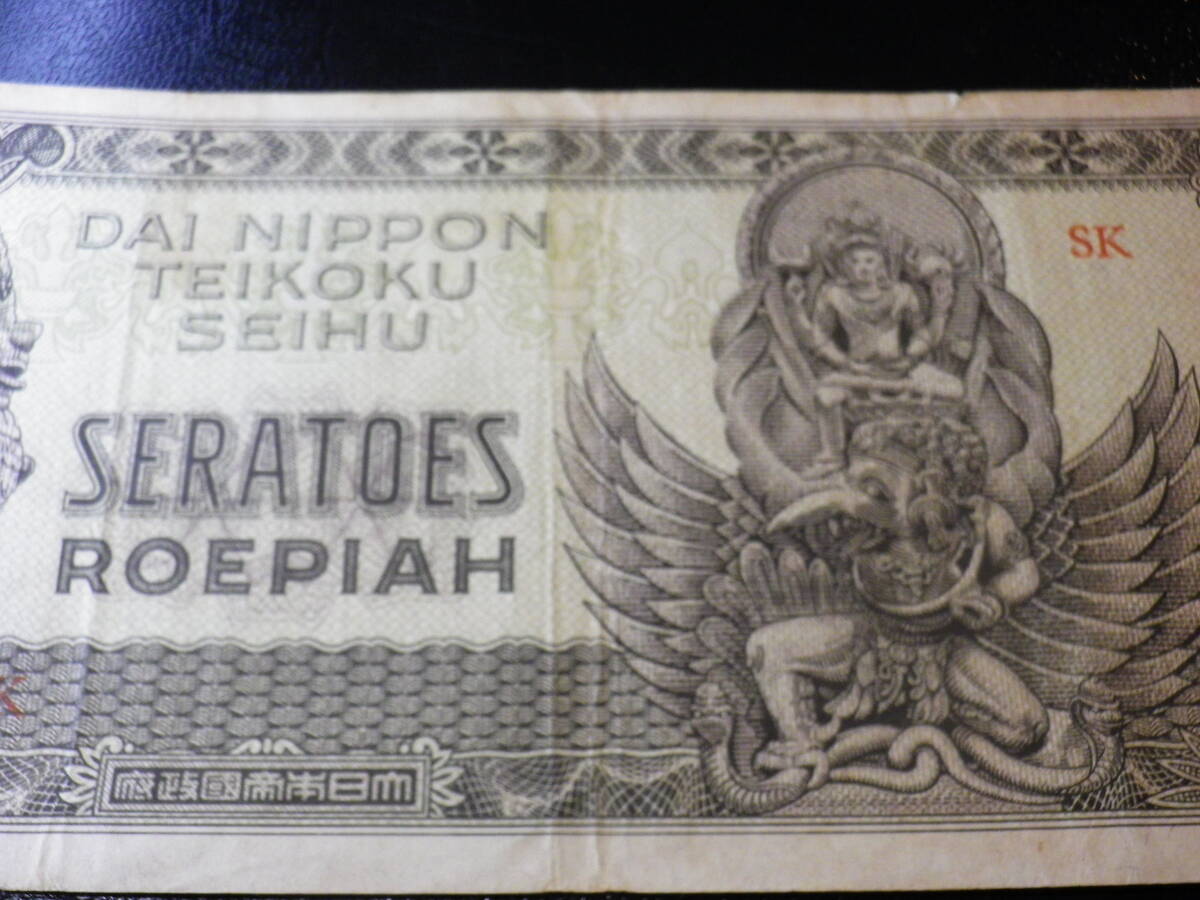 DAI NIPPON
TEIKOKU
SEIHU
SK
SERATOES
ROEPIAH
K
府政國帝本日大